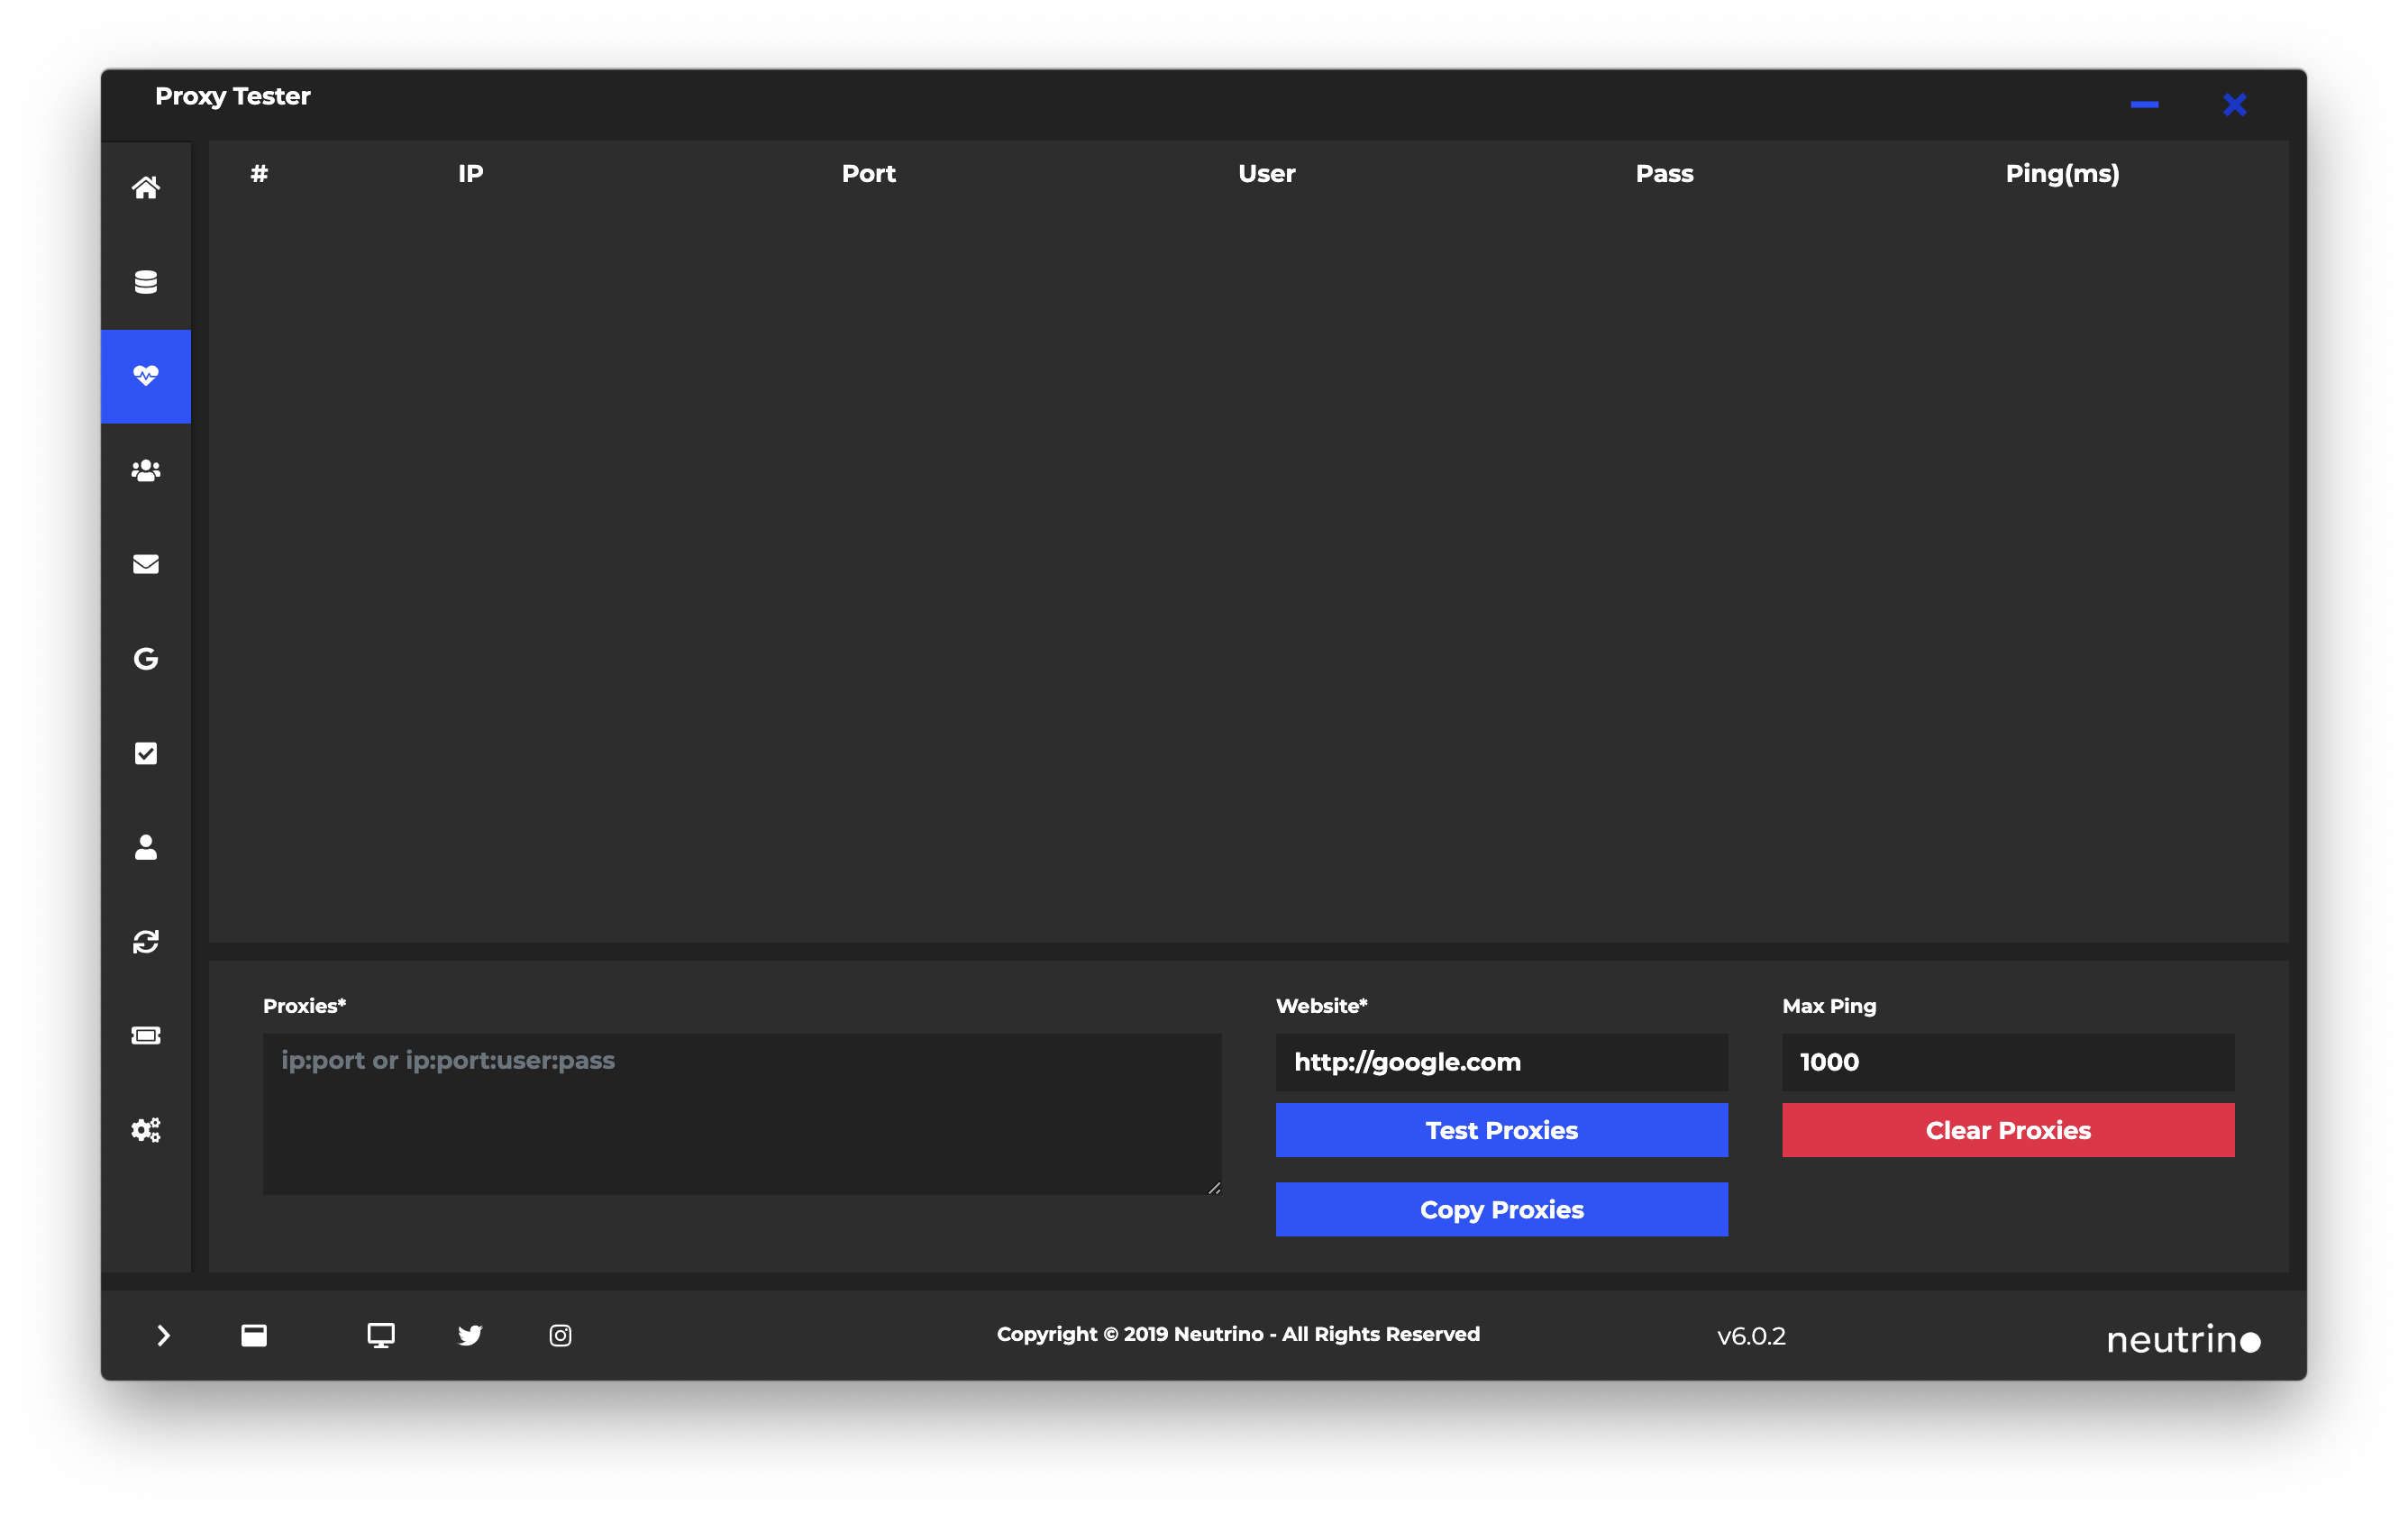 Proxy Tester
# IP Port User Pass Ping(ms)
Proxies* Website* Max Ping
ip:port or ip:port:user:pass http://google.com 1000
Test Proxies Clear Proxies
Copy Proxies
Copyright © 2019 Neutrino - All Rights Reserved v6.0.2 neutrino